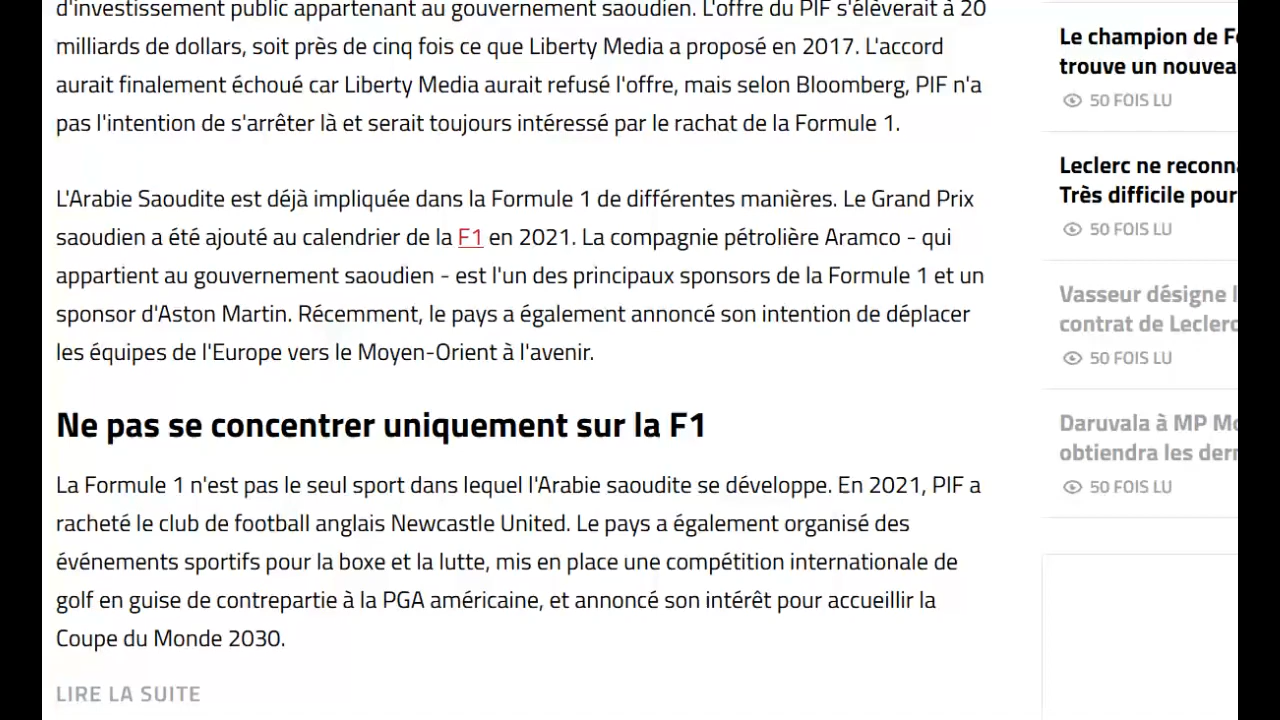 d'investissement public appartenant au gouvernement saoudien. L'offre du PIF s'élèverait à 20
milliards de dollars, soit près de cinq fois ce que Liberty Media a proposé en 2017. L'accord
aurait finalement échoué car Liberty Media aurait refusé l'offre, mais selon Bloomberg, PIF n'a
pas l'intention de s'arrêter là et serait toujours intéressé par le rachat de la Formule 1.
L'Arabie Saoudite est déjà impliquée dans la Formule 1 de différentes manières. Le Grand Prix
saoudien a été ajouté au calendrier de la F1 en 2021. La compagnie pétrolière Aramco - qui
appartient au gouvernement saoudien - est l'un des principaux sponsors de la Formule 1 et un
sponsor d'Aston Martin. Récemment, le pays a également annoncé son intention de déplacer
les équipes de l'Europe vers le Moyen-Orient à l'avenir.
Ne pas se concentrer uniquement sur la F1
La Formule 1 n'est pas le seul sport dans lequel l'Arabie saoudite se développe. En 2021, PIF a
racheté le club de football anglais Newcastle United. Le pays a également organisé des
événements sportifs pour la boxe et la lutte, mis en place une compétition internationale de
golf en guise de contrepartie à la PGA américaine, et annoncé son intérêt pour accueillir la
Coupe du Monde 2030.
LIRE LA SUITE
Le champion de
trouve un
50 FOIS LU
Leclerc ne
Très difficile pour
50 FOIS LU
Vasseur désigne
contrat de
50 FOIS LU
Daruvala à MP
obtiendra les
50 FOIS LU